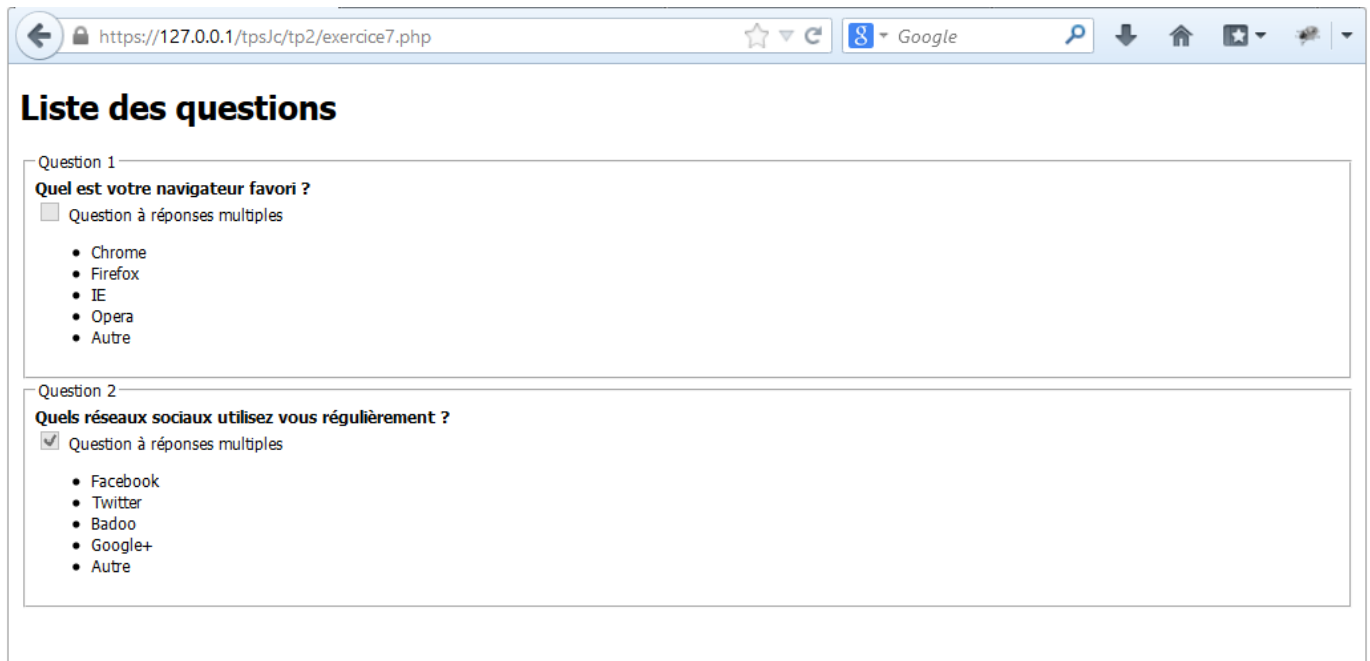 https://127.0.0.1/tpsJc/tp2/exercice7.php
8 Google
Liste des questions
Question 1
Quel est votre navigateur favori ?
Question à réponses multiples
Chrome
Firefox
IE
Opera
Autre
Question 2
Quels réseaux sociaux utilisez vous régulièrement ?
Question à réponses multiples
Facebook
Twitter
Badoo
Google+
Autre